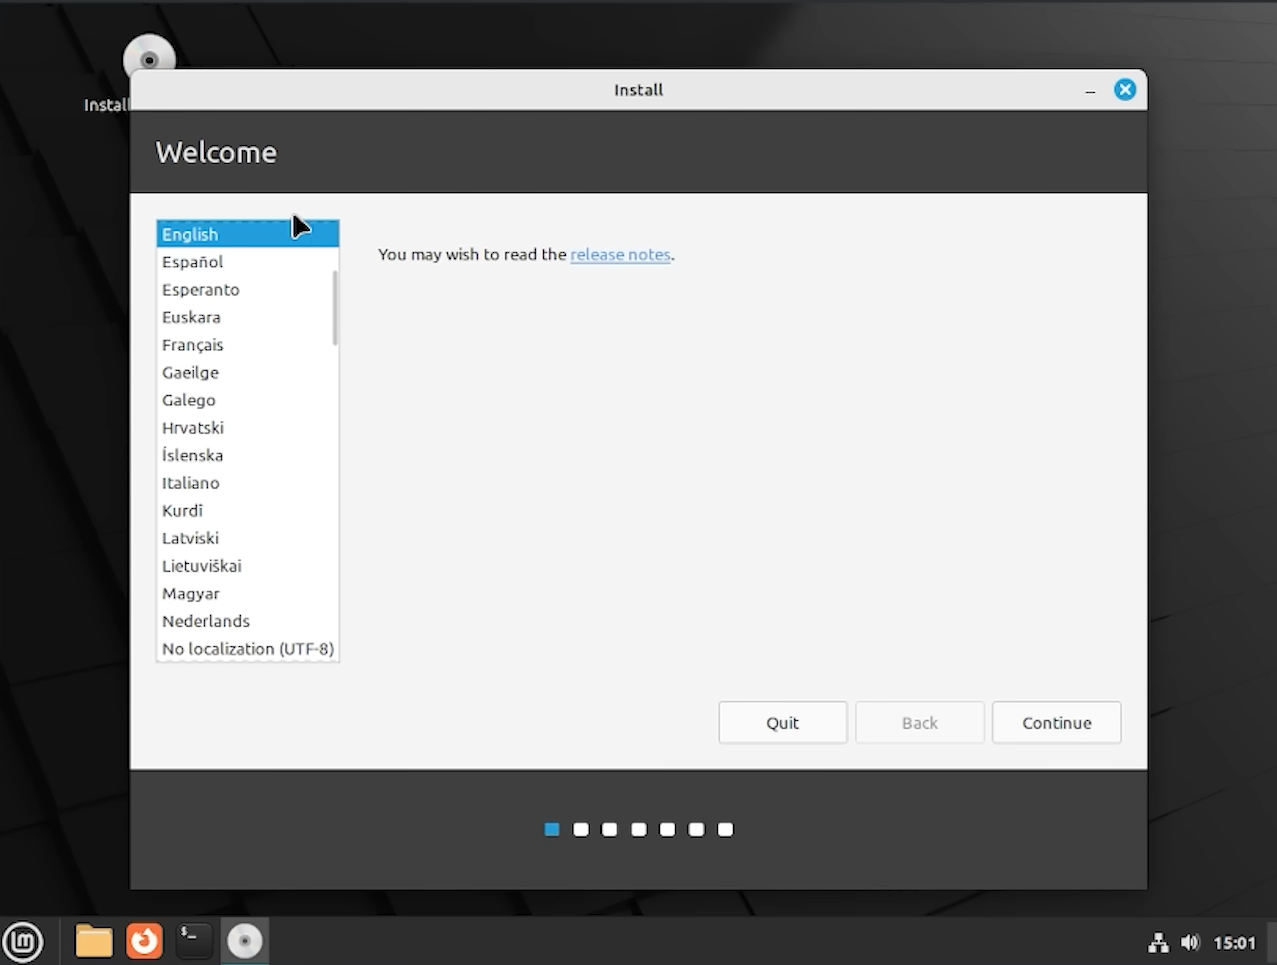 Install
Install
Welcome
English
Español
Esperanto
Euskara
Français
Gaeilge
Galego
Hrvatski
Íslenska
Italiano
Kurdî
Latviski
Lietuviškai
Magyar
Nederlands
No localization (UTF-8)
You may wish to read the release notes.
Quit
Back
Continue
$_
15:01